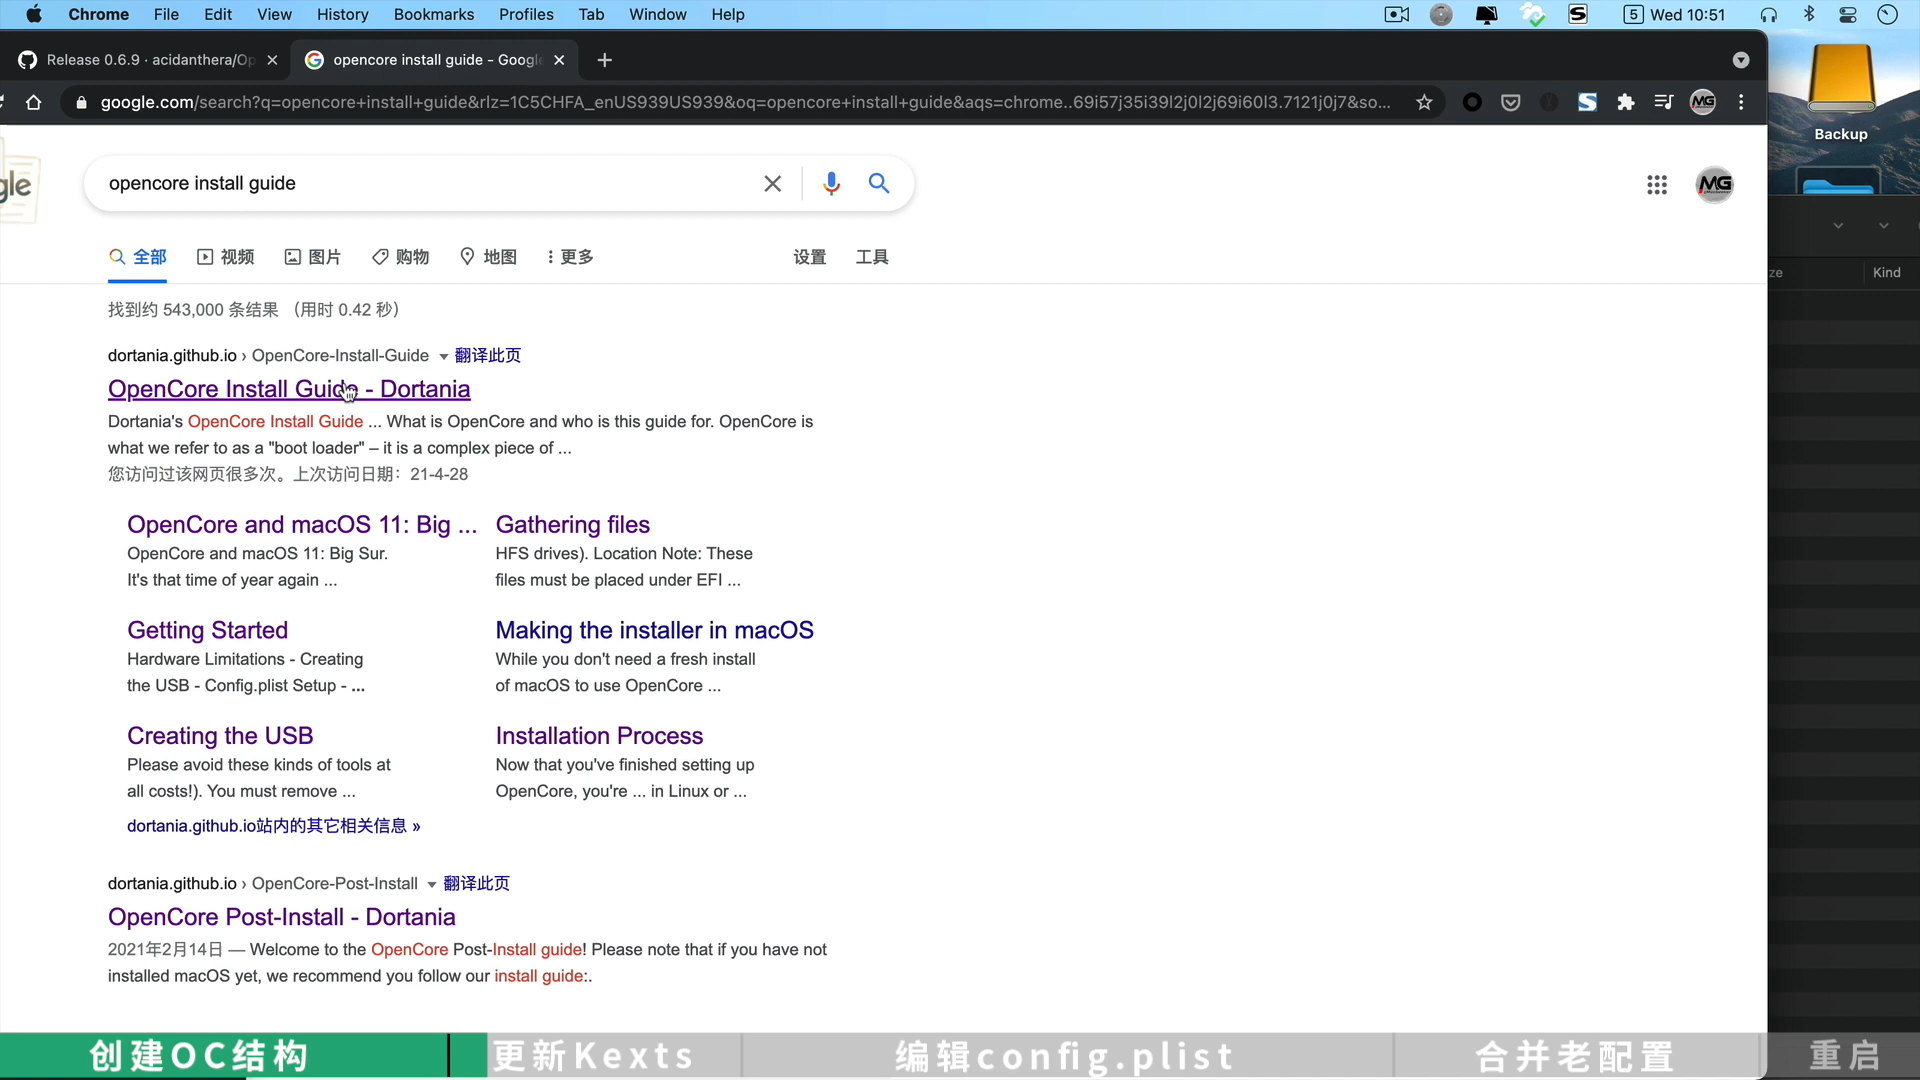 Chrome File Edit View History Bookmarks Profiles Tab Window Help 5 Wed 10:51
Release 0.6.9 · acidanthera/Op
opencore install guide - Google
google.com/search?q=opencore+install+guide&rlz=1C5CHFA_enUS939US939&oq=opencore+install+guide&aqs=chrome..69i57j35i39l2j0l2j69i60l3.7121j0j7&so...
MG
Backup
gle
opencore install guide
MG
全部 视频 图片 购物 地图 更多 设置 工具
ze Kind
找到约 543,000 条结果 （用时 0.42 秒）
dortania.github.io › OpenCore-Install-Guide 翻译此页
OpenCore Install Guide - Dortania
Dortania's OpenCore Install Guide ... What is OpenCore and who is this guide for. OpenCore is
what we refer to as a "boot loader" – it is a complex piece of ...
您访问过该网页很多次。上次访问日期：21-4-28
OpenCore and macOS 11: Big ...
OpenCore and macOS 11: Big Sur.
It's that time of year again ...
Gathering files
HFS drives). Location Note: These
files must be placed under EFI ...
Getting Started
Hardware Limitations - Creating
the USB - Config.plist Setup - ...
Making the installer in macOS
While you don't need a fresh install
of macOS to use OpenCore ...
Creating the USB
Please avoid these kinds of tools at
all costs!). You must remove ...
Installation Process
Now that you've finished setting up
OpenCore, you're ... in Linux or ...
dortania.github.io站内的其它相关信息 »
dortania.github.io › OpenCore-Post-Install 翻译此页
OpenCore Post-Install - Dortania
2021年2月14日 — Welcome to the OpenCore Post-Install guide! Please note that if you have not
installed macOS yet, we recommend you follow our install guide:.
创建OC结构 更新Kexts 编辑config.plist 合并老配置 重启